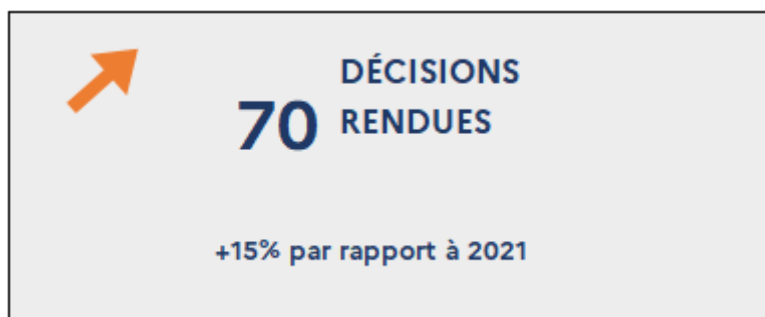 DÉCISIONS
70 RENDUES
+15% par rapport à 2021